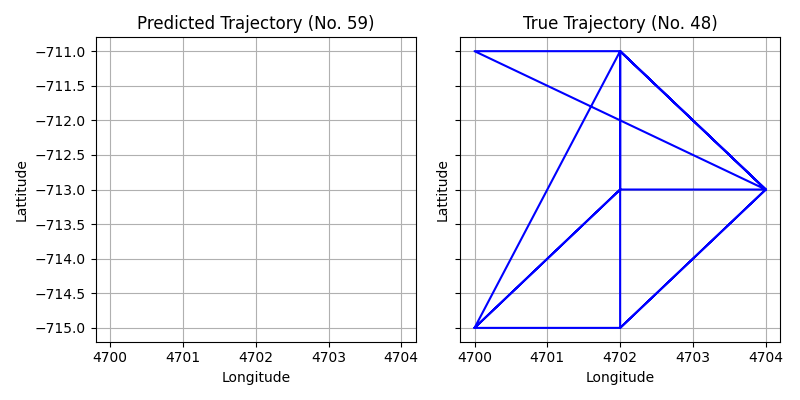 Predicted Trajectory (No. 59)
True Trajectory (No. 48)
Lattitude
−711.0
−711.5
−712.0
−712.5
−713.0
−713.5
−714.0
−714.5
−715.0
4700 4701 4702 4703 4704
Longitude
Lattitude
4700 4701 4702 4703 4704
Longitude